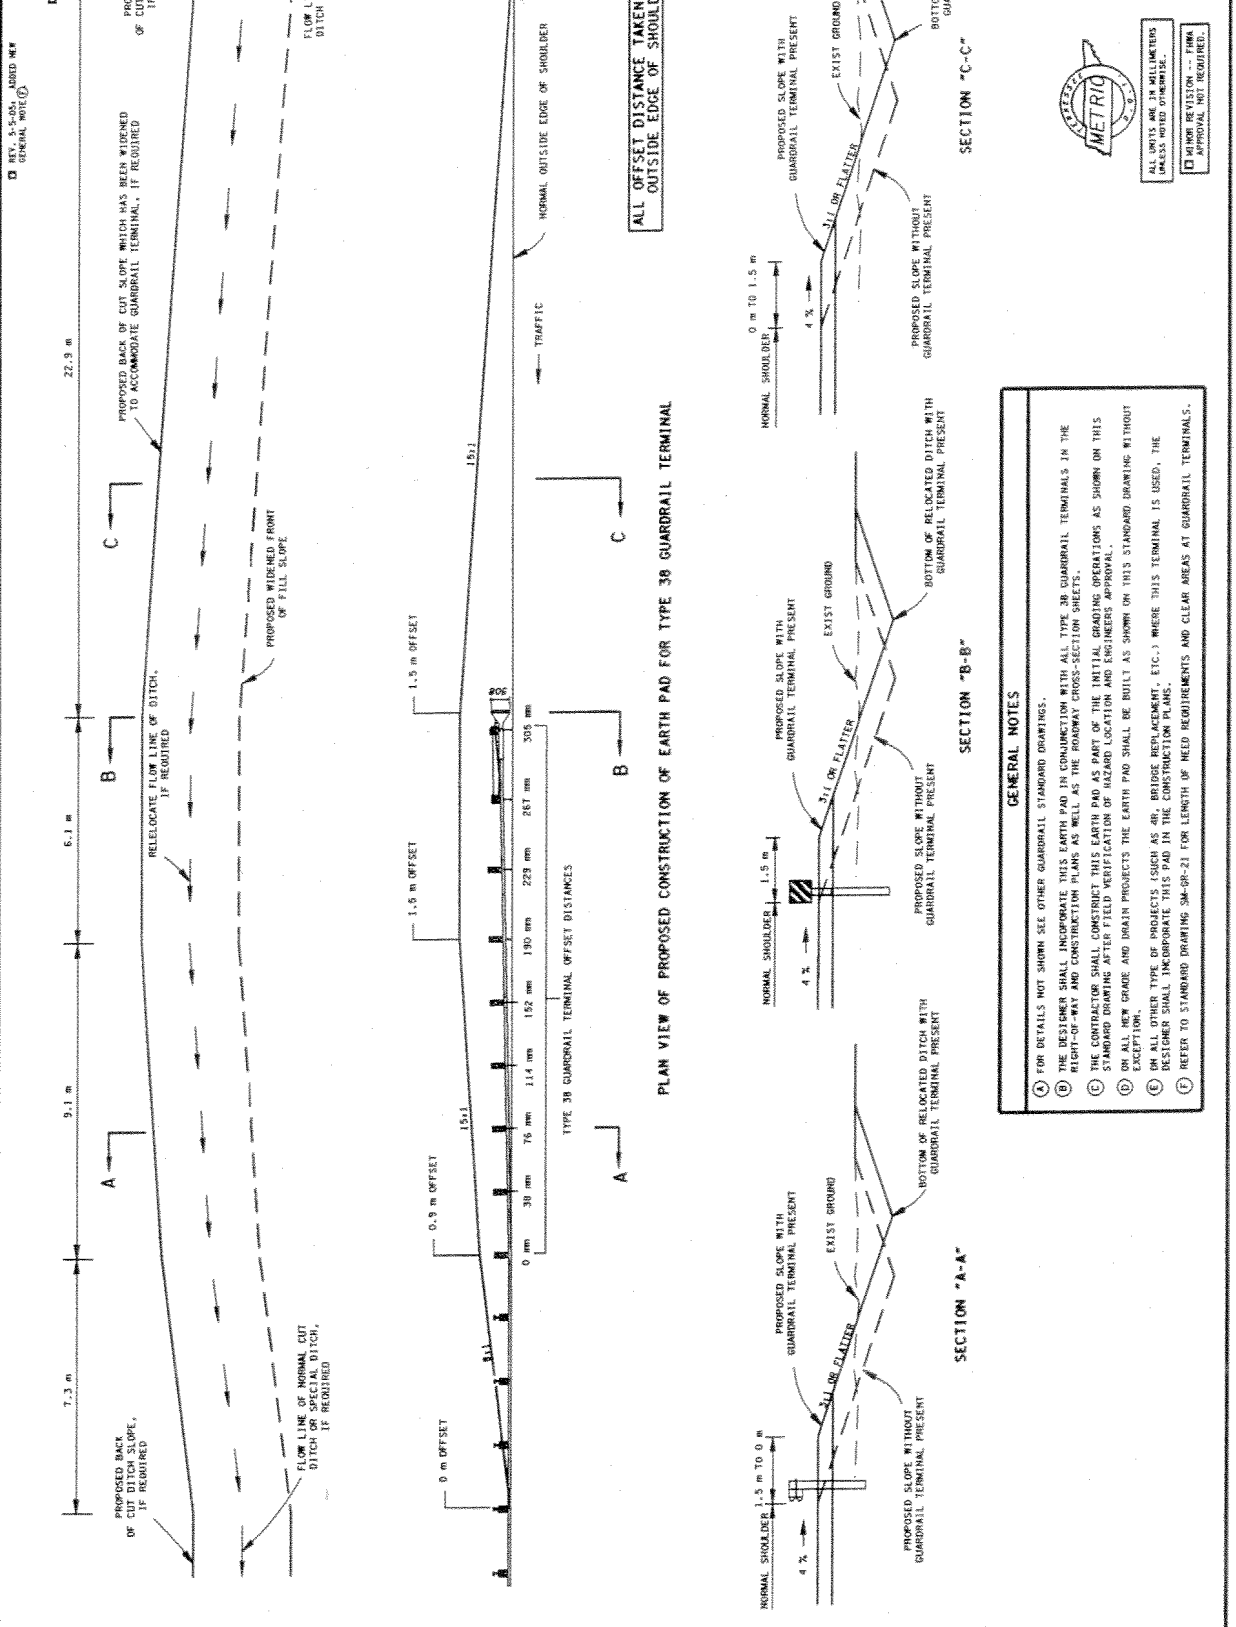 REV. 5-5-05: ADDED NEW
GENERAL NOTE (F).
7.3 m
9.1 m
6.1 m
22.9 m
PROPOSED BACK
OF CUT DITCH SLOPE,
IF REQUIRED
FLOW LINE OF NORMAL CUT
DITCH OR SPECIAL DITCH,
IF REQUIRED
A
B
C
RELELOCATE FLOW LINE OF DITCH,
IF REQUIRED
PROPOSED WIDENED FRONT
OF FILL SLOPE
PROPOSED BACK OF CUT SLOPE WHICH HAS BEEN WIDENED
TO ACCOMMODATE GUARDRAIL TERMINAL, IF REQUIRED
OF CUT
FLOW L
DITCH
0 m OFFSET
0.9 m OFFSET
1.5 m OFFSET
1.5 m OFFSET
8:1
15:1
15:1
0 mm
38 mm
76 mm
114 mm
152 mm
190 mm
229 mm
267 mm
305 mm
TYPE 38 GUARDRAIL TERMINAL OFFSET DISTANCES
TRAFFIC
NORMAL OUTSIDE EDGE OF SHOULDER
A
B
C
ALL OFFSET DISTANCE TAKEN
OUTSIDE EDGE OF SHOULD
PLAN VIEW OF PROPOSED CONSTRUCTION OF EARTH PAD FOR TYPE 38 GUARDRAIL TERMINAL
NORMAL SHOULDER
1.5 m TO 0 m
4 %
PROPOSED SLOPE WITH
GUARDRAIL TERMINAL PRESENT
3:1 OR FLATTER
EXIST GROUND
PROPOSED SLOPE WITHOUT
GUARDRAIL TERMINAL PRESENT
BOTTOM OF RELOCATED DITCH WITH
GUARDRAIL TERMINAL PRESENT
SECTION "A-A"
NORMAL SHOULDER
1.5 m
4 %
PROPOSED SLOPE WITH
GUARDRAIL TERMINAL PRESENT
3:1 OR FLATTER
EXIST GROUND
PROPOSED SLOPE WITHOUT
GUARDRAIL TERMINAL PRESENT
BOTTOM OF RELOCATED DITCH WITH
GUARDRAIL TERMINAL PRESENT
SECTION "B-B"
NORMAL SHOULDER
0 m TO 1.5 m
4 %
PROPOSED SLOPE WITH
GUARDRAIL TERMINAL PRESENT
3:1 OR FLATTER
EXIST GROUND
PROPOSED SLOPE WITHOUT
GUARDRAIL TERMINAL PRESENT
BOTTO
GUA
SECTION "C-C"
GENERAL NOTES
(A) FOR DETAILS NOT SHOWN SEE OTHER GUARDRAIL STANDARD DRAWINGS.
(B) THE DESIGNER SHALL INCOPORATE THIS EARTH PAD IN CONJUNCTION WITH ALL TYPE 38 GUARDRAIL TERMINALS IN THE
RIGHT-OF-WAY AND CONSTRUCTION PLANS AS WELL AS THE ROADWAY CROSS-SECTION SHEETS.
(C) THE CONTRACTOR SHALL CONSTRUCT THIS EARTH PAD AS PART OF THE INITIAL GRADING OPERATIONS AS SHOWN ON THIS
STANDARD DRAWING AFTER FIELD VERIFICATION OF HAZARD LOCATION AND ENGINEERS APPROVAL.
(D) ON ALL NEW GRADE AND DRAIN PROJECTS THE EARTH PAD SHALL BE BUILT AS SHOWN ON THIS STANDARD DRAWING WITHOUT
EXCEPTION.
(E) ON ALL OTHER TYPE OF PROJECTS (SUCH AS 4R, BRIDGE REPLACEMENT, ETC.) WHERE THIS TERMINAL IS USED, THE
DESIGNER SHALL INCORPORATE THIS PAD IN THE CONSTRUCTION PLANS.
(F) REFER TO STANDARD DRAWING SM-GR-21 FOR LENGTH OF NEED REQUIREMENTS AND CLEAR AREAS AT GUARDRAIL TERMINALS.
TENNESSEE
METRIC
D.O.T.
ALL UNITS ARE IN MILLIMETERS
UNLESS NOTED OTHERWISE.
MINOR REVISION -- FHWA
APPROVAL NOT REQUIRED.